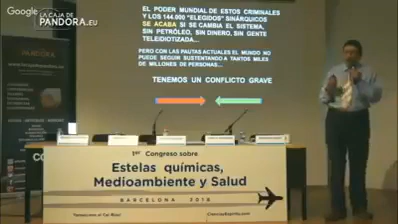 Google
LA CAJA DE
PANDORA.EU
EL PODER MUNDIAL DE ESTOS CRIMINALES
Y LOS 144.000 "ELEGIDOS" SINÁRQUICOS
SE ACABA SI SE CAMBIA EL SISTEMA,
SIN PETRÓLEO, SIN DINERO, SIN GENTE
TELEIDIOTIZADA...
PERO CON LAS PAUTAS ACTUALES EL MUNDO NO
PUEDE SEGUIR SUSTENTANDO A TANTOS MILES
DE MILLONES DE PERSONAS...
TENEMOS UN CONFLICTO GRAVE
1er Congreso sobre
Estelas químicas,
Medioambiente y Salud
BARCELONA 2018